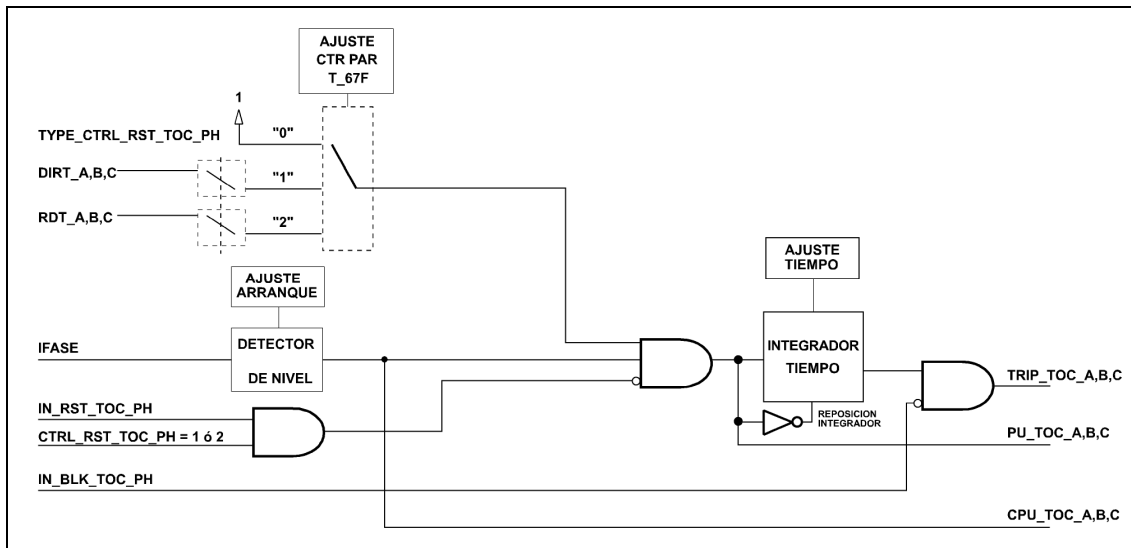 AJUSTE
CTR PAR
T_67F
1
TYPE_CTRL_RST_TOC_PH
"0"
DIRT_A,B,C
"1"
RDT_A,B,C
"2"
AJUSTE
ARRANQUE
AJUSTE
TIEMPO
IFASE
DETECTOR
DE NIVEL
INTEGRADOR
TIEMPO
TRIP_TOC_A,B,C
IN_RST_TOC_PH
REPOSICION
INTEGRADOR
CTRL_RST_TOC_PH = 1 ó 2
PU_TOC_A,B,C
IN_BLK_TOC_PH
CPU_TOC_A,B,C